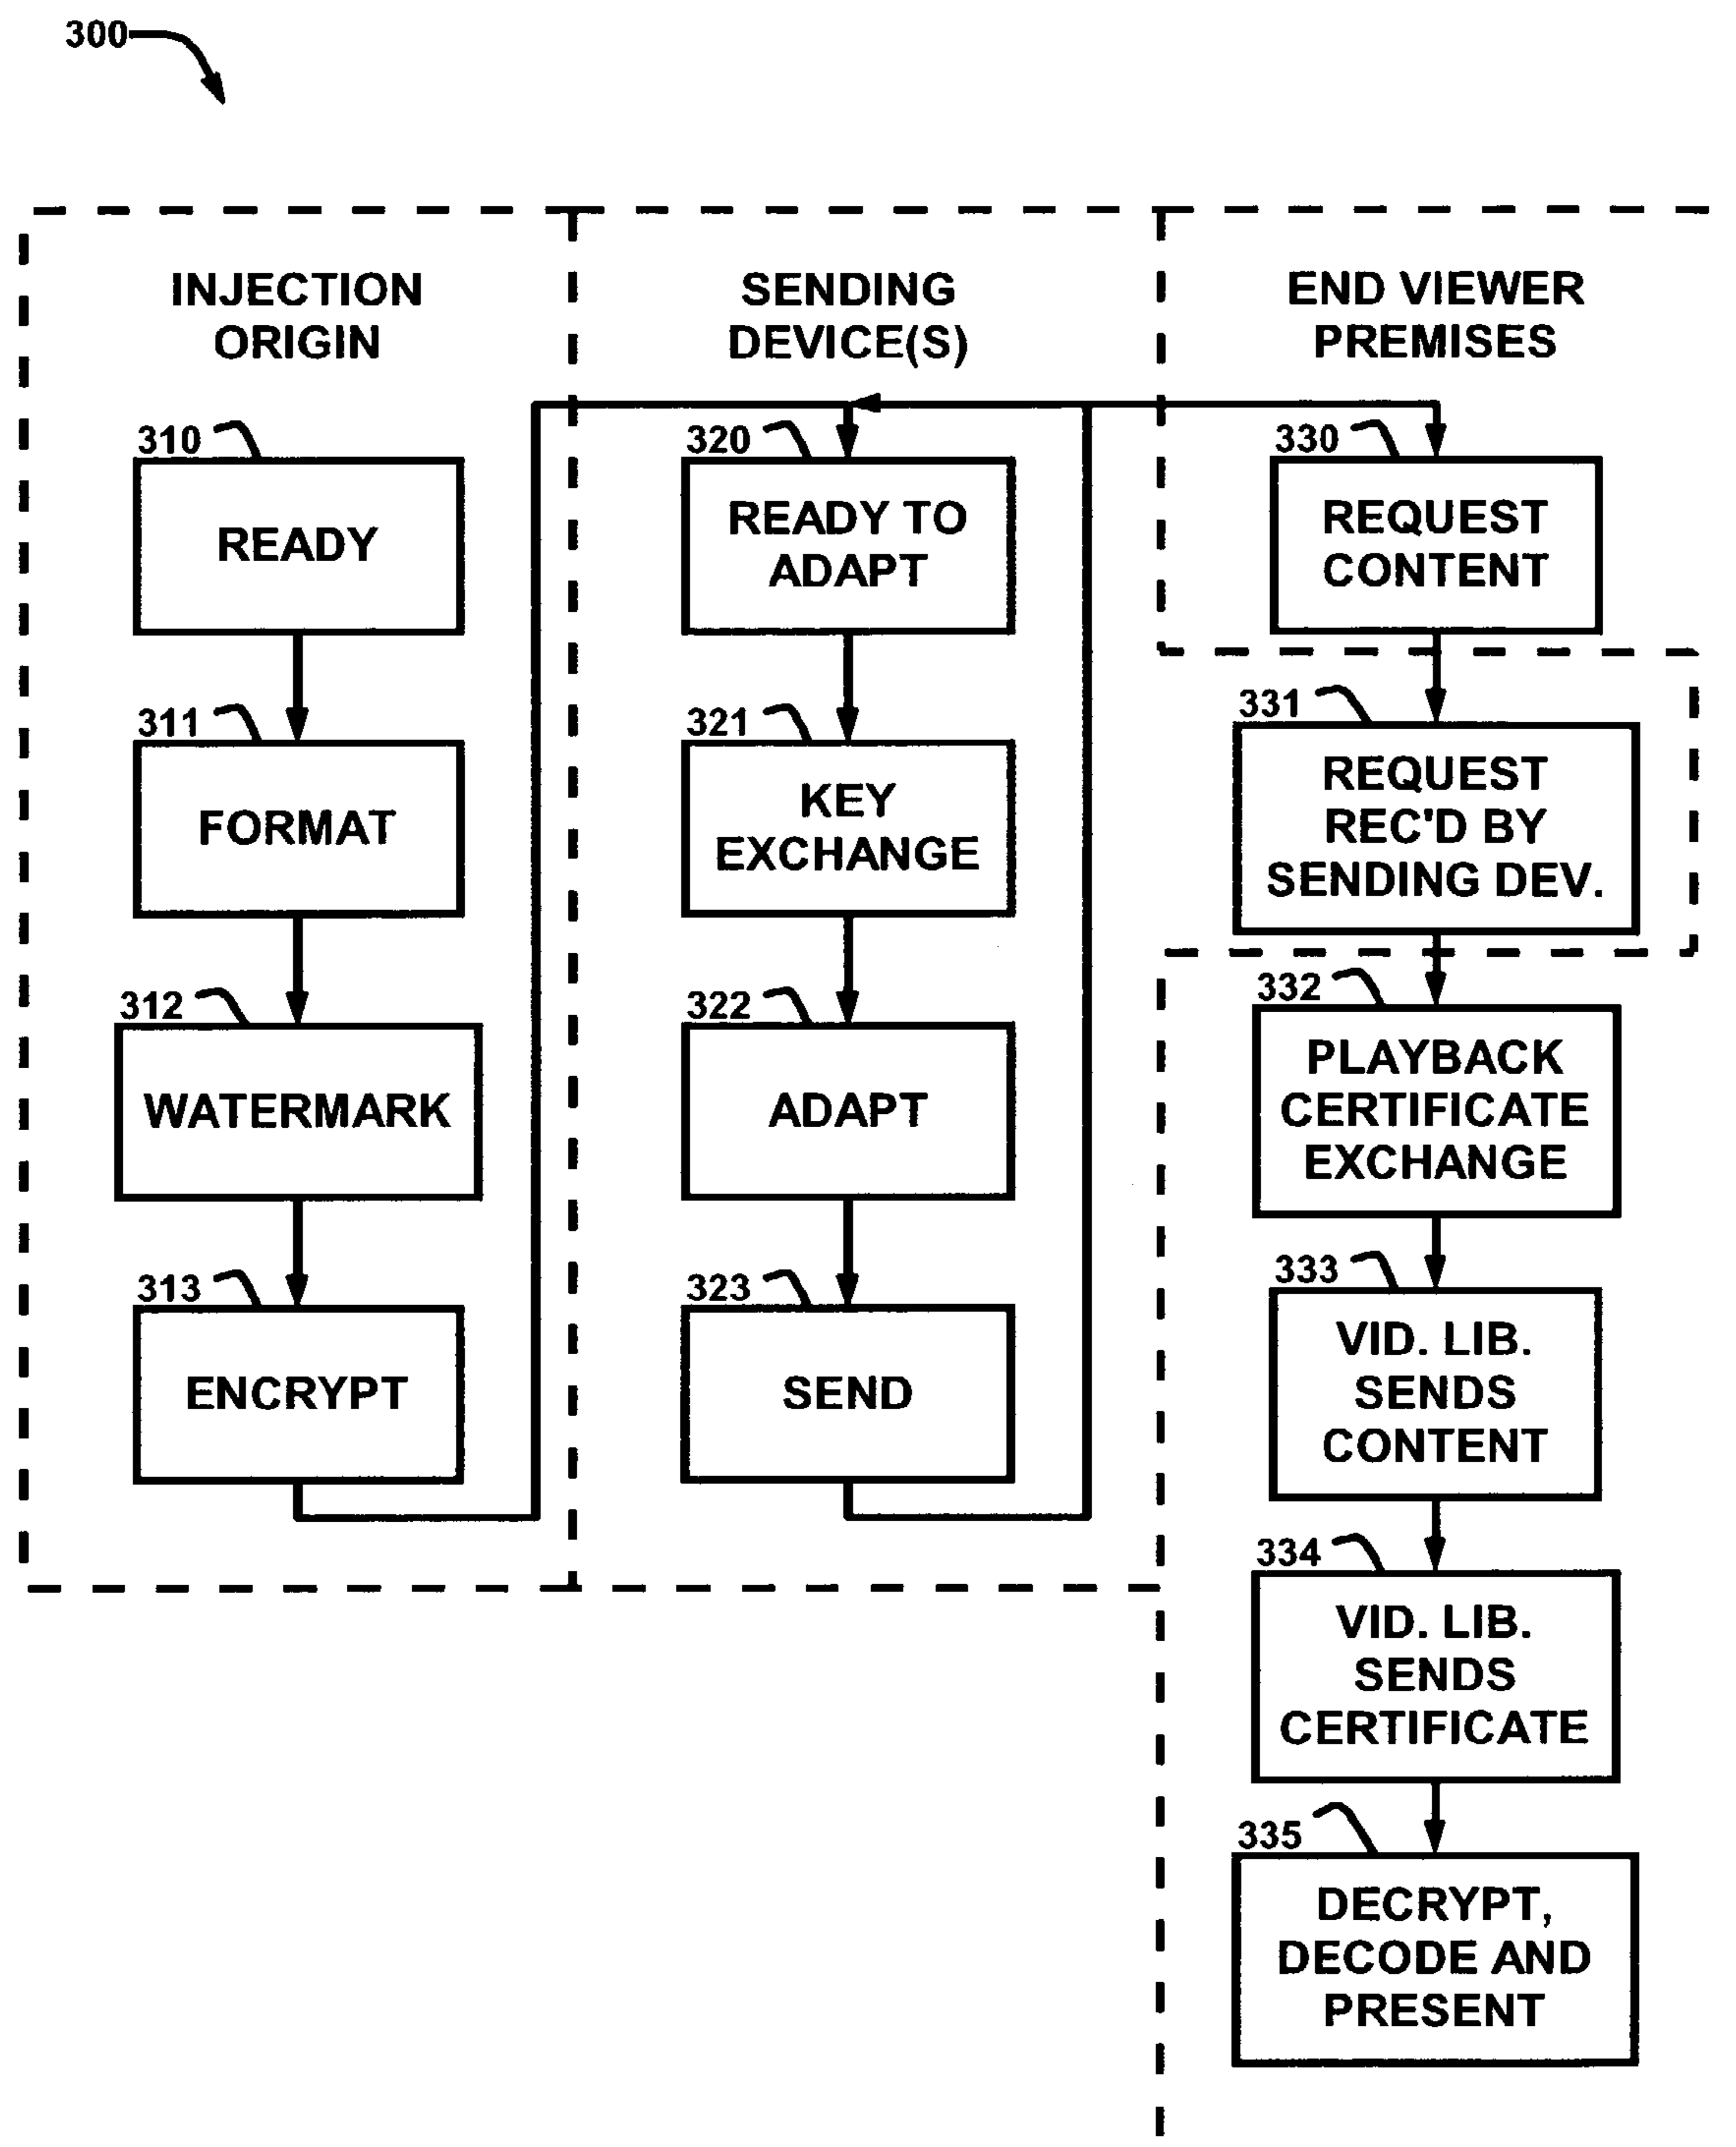 300
INJECTION
ORIGIN
310
READY
311
FORMAT
312
WATERMARK
313
ENCRYPT
SENDING
DEVICE(S)
320
READY TO
ADAPT
321
KEY
EXCHANGE
322
ADAPT
323
SEND
END VIEWER
PREMISES
330
REQUEST
CONTENT
331
REQUEST
REC'D BY
SENDING DEV.
332
PLAYBACK
CERTIFICATE
EXCHANGE
333
VID. LIB.
SENDS
CONTENT
334
VID. LIB.
SENDS
CERTIFICATE
335
DECRYPT,
DECODE AND
PRESENT